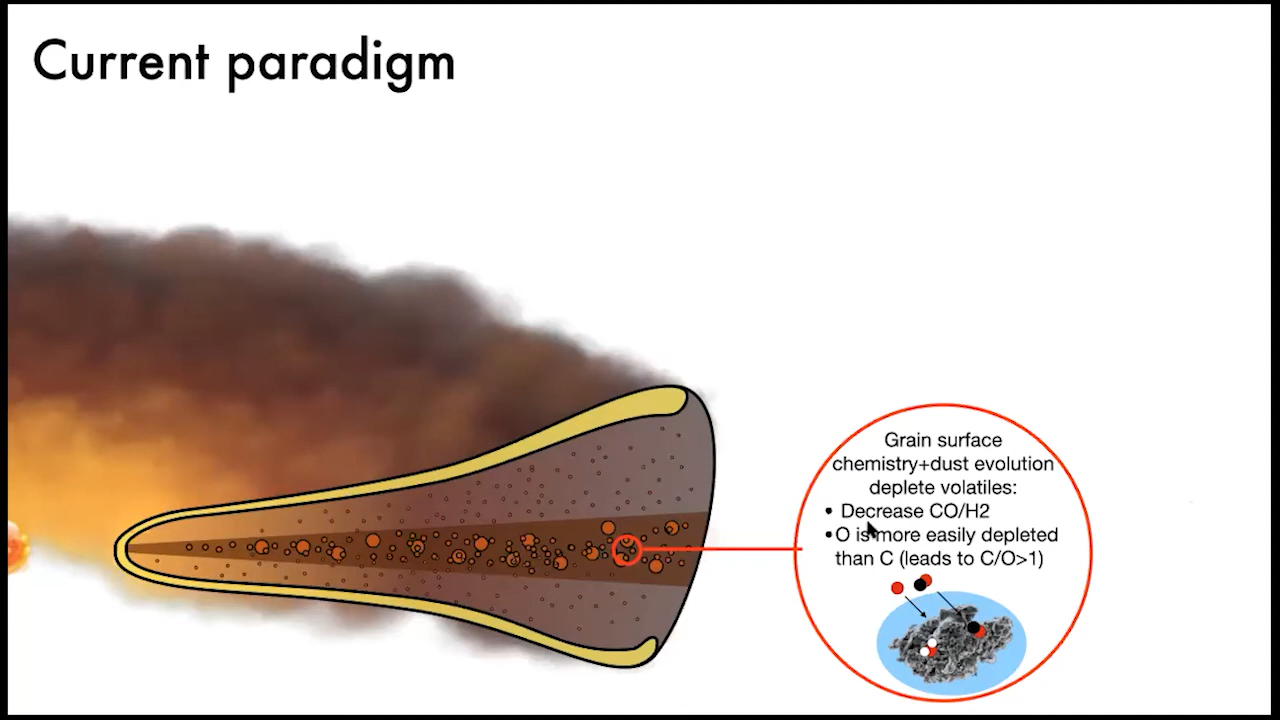 Current paradigm
Grain surface
chemistry+dust evolution
deplete volatiles:
• Decrease CO/H2
• O is more easily depleted
than C (leads to C/O>1)